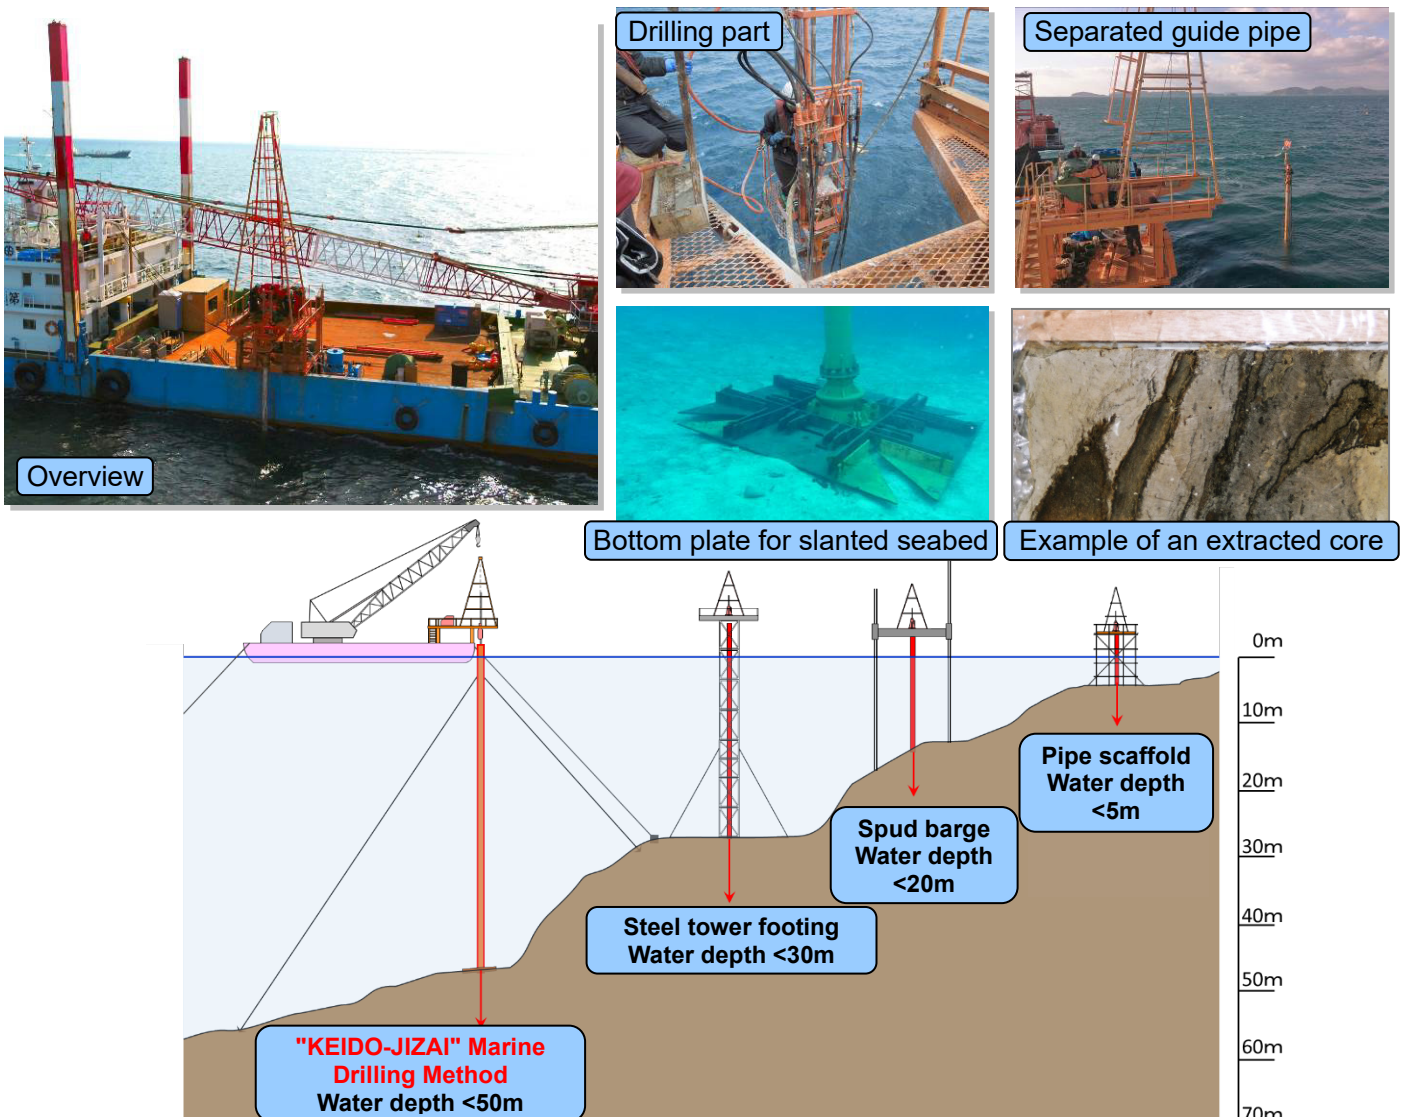 Overview
Drilling part
Separated guide pipe
Bottom plate for slanted seabed
Example of an extracted core
"KEIDO-JIZAI" Marine
Drilling Method
Water depth <50m
Steel tower footing
Water depth <30m
Spud barge
Water depth
<20m
Pipe scaffold
Water depth
<5m
0m
10m
20m
30m
40m
50m
60m
70m
第